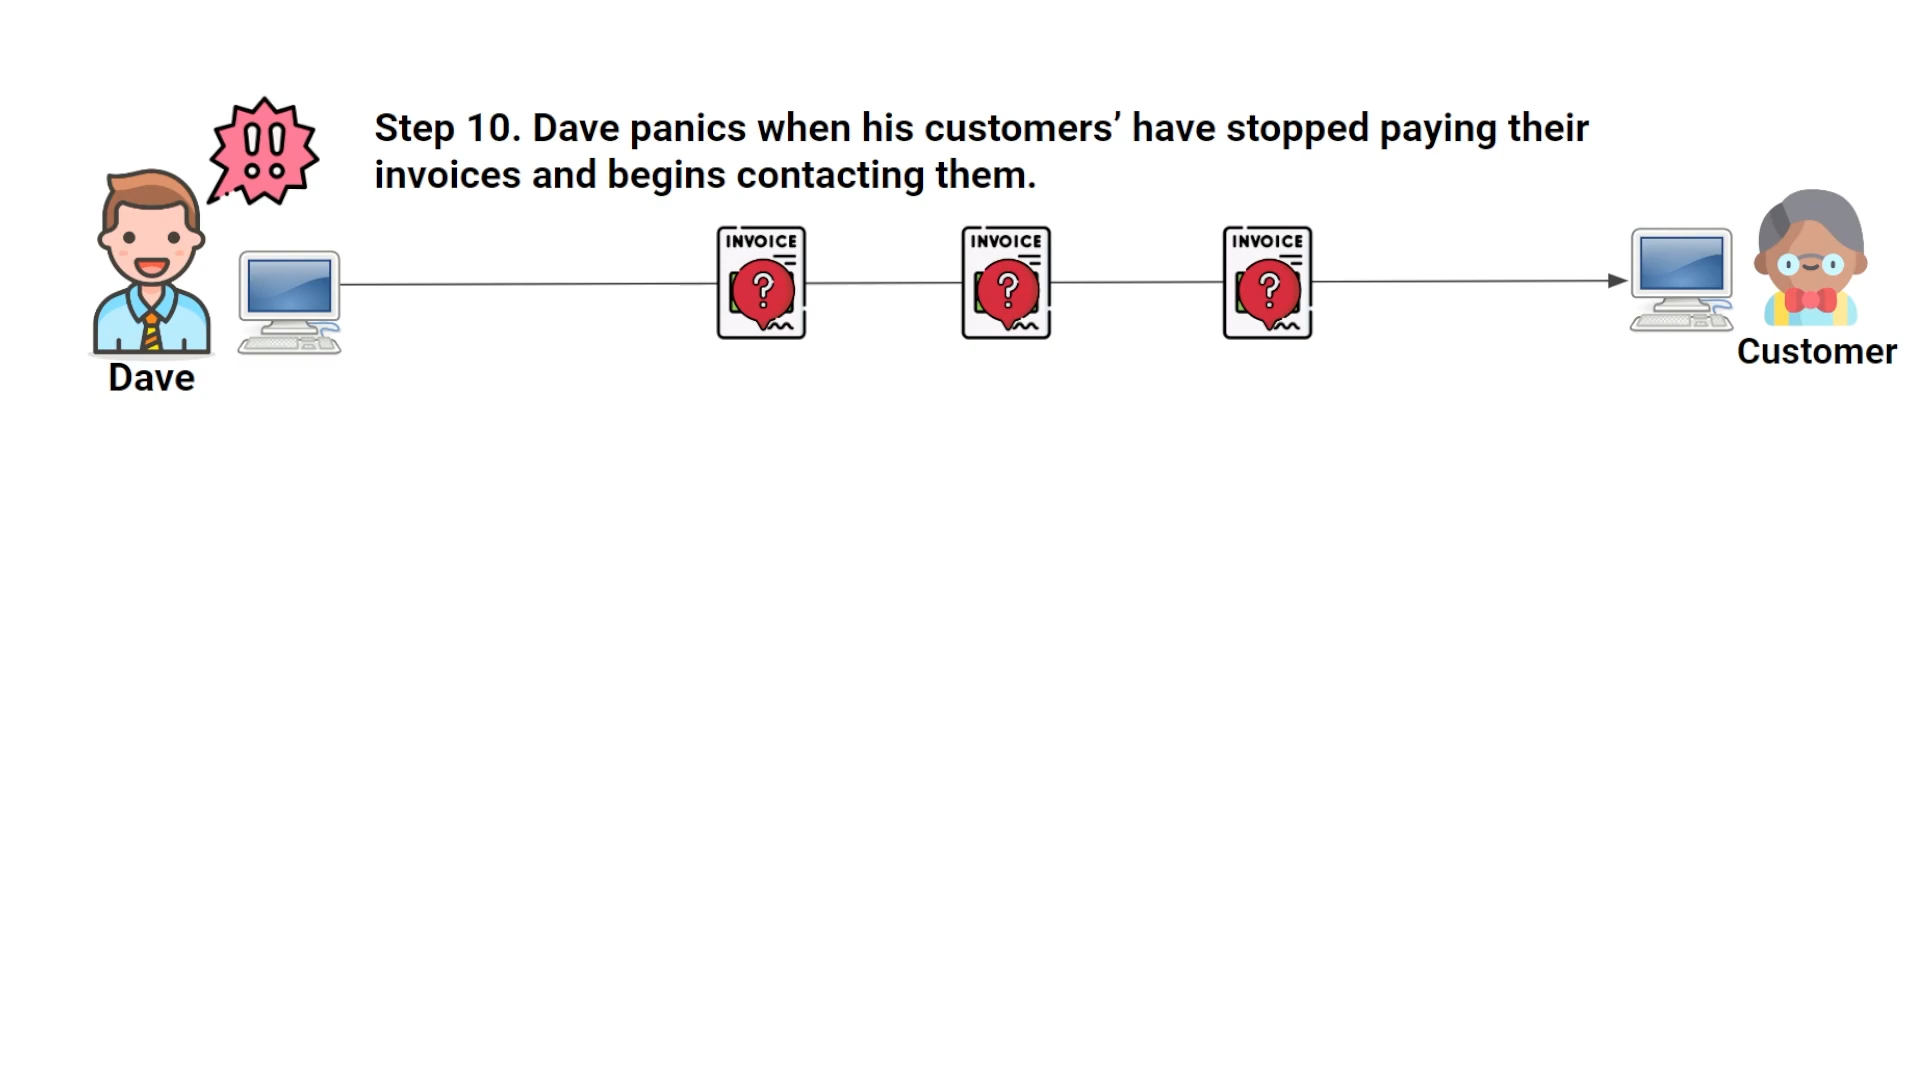 Step 10. Dave panics when his customers’ have stopped paying their
invoices and begins contacting them.
INVOICE
INVOICE
INVOICE
Dave
Customer